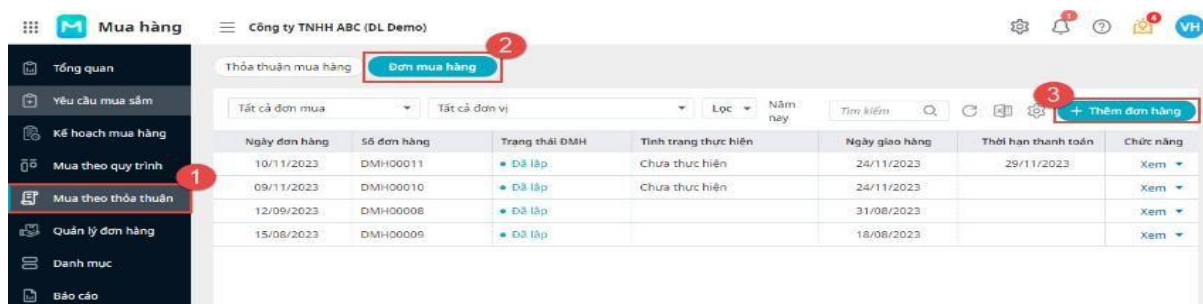 Mua hàng
Công ty TNHH ABC (DL Demo)
1
4
VH
Tổng quan
Yêu cầu mua sắm
Kế hoạch mua hàng
Mua theo quy trình
1
Mua theo thỏa thuận
Quản lý đơn hàng
Danh mục
Báo cáo
Thỏa thuận mua hàng
Đơn mua hàng
2
Tất cả đơn mua
Tất cả đơn vị
Lọc
Năm nay
Tìm kiếm
3
+ Thêm đơn hàng
Ngày đơn hàng Số đơn hàng Trạng thái ĐMH Tình trạng thực hiện Ngày giao hàng Thời hạn thanh toán Chức năng
10/11/2023 DMH00011 Đã lập Chưa thực hiện 24/11/2023 29/11/2023 Xem
09/11/2023 DMH00010 Đã lập Chưa thực hiện 24/11/2023 Xem
12/09/2023 DMH00008 Đã lập 31/08/2023 Xem
15/08/2023 DMH00009 Đã lập 18/08/2023 Xem